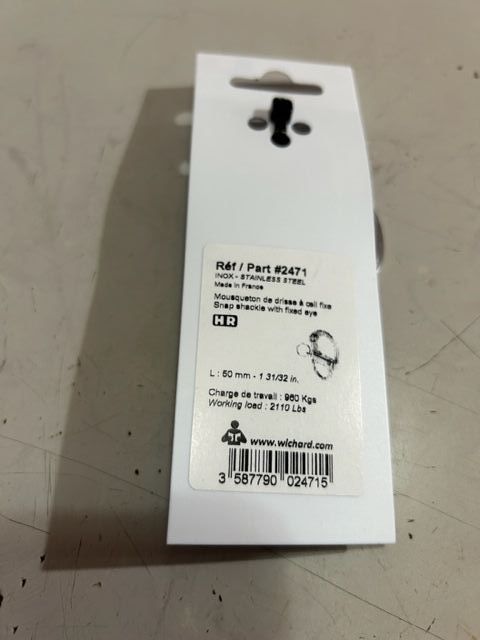 Réf / Part #2471
INOX - STAINLESS STEEL
Made in France
Mousqueton de drisse à œil fixe
Snap shackle with fixed eye
HR
L : 50 mm - 1 31/32 in.
Charge de travail : 960 Kgs
Working load : 2110 Lbs
www.wichard.com
3 587790 024715